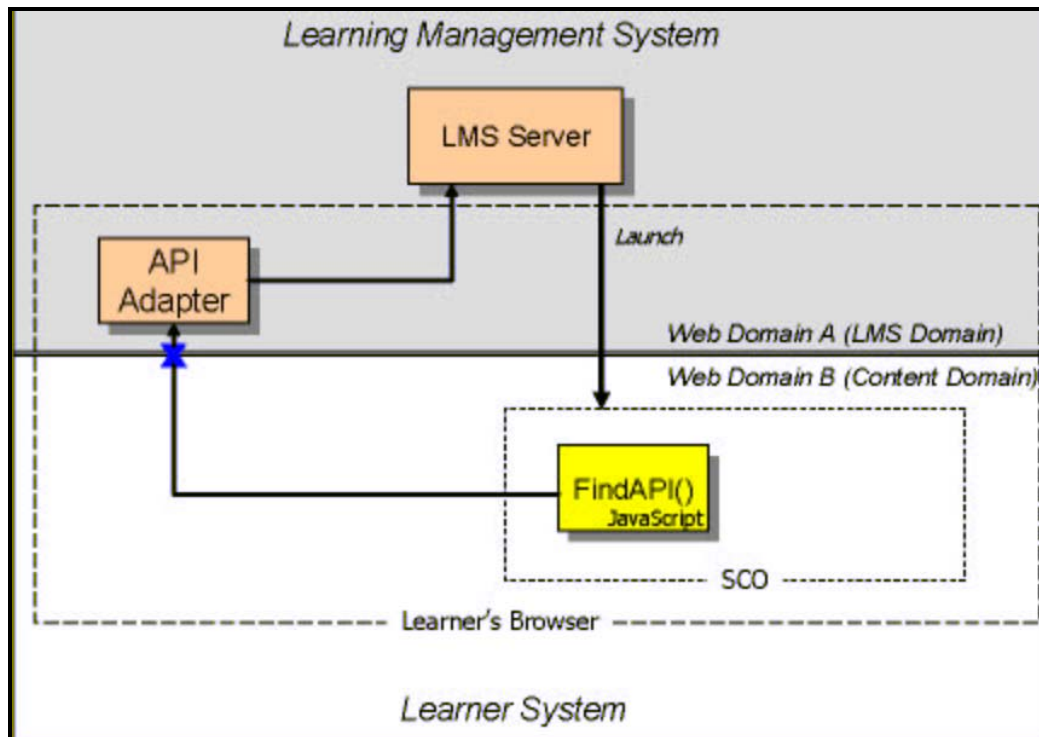 Learning Management System
LMS Server
Launch
API
Adapter
Web Domain A (LMS Domain)
Web Domain B (Content Domain)
FindAPI()
JavaScript
SCO
Learner's Browser
Learner System